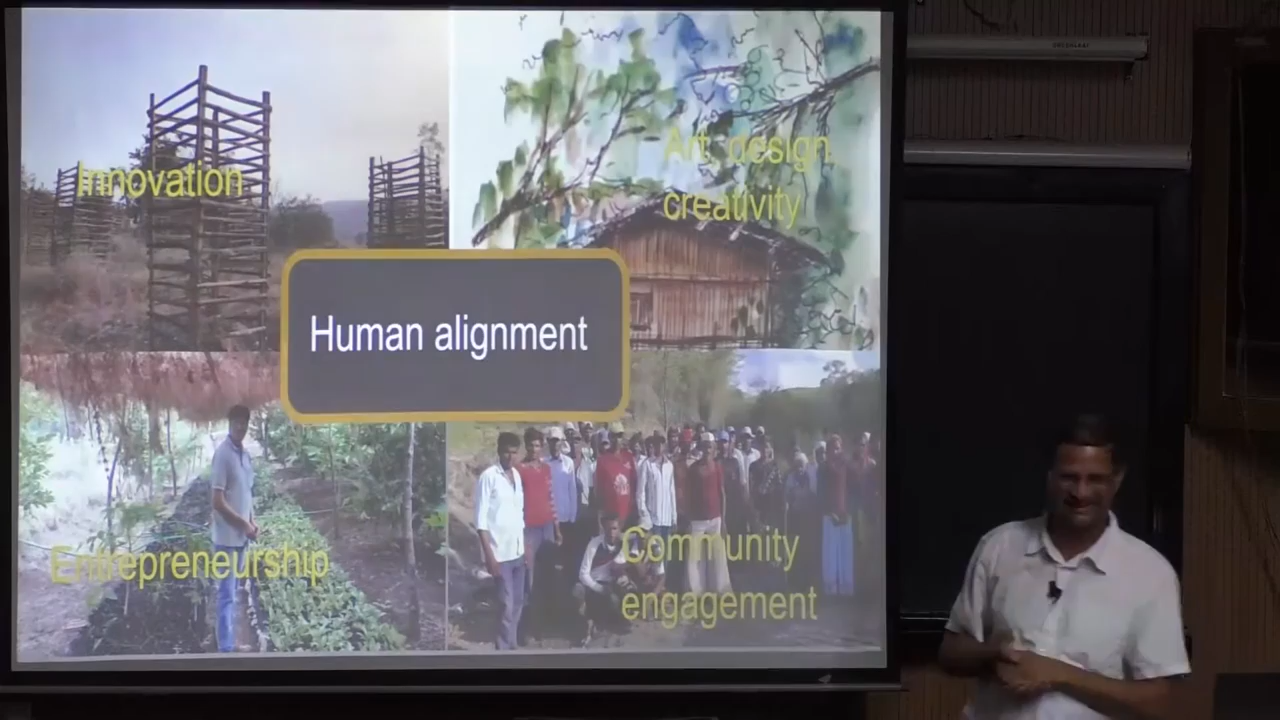 Innovation
Art, design
creativity
Human alignment
Entrepreneurship
Community
engagement